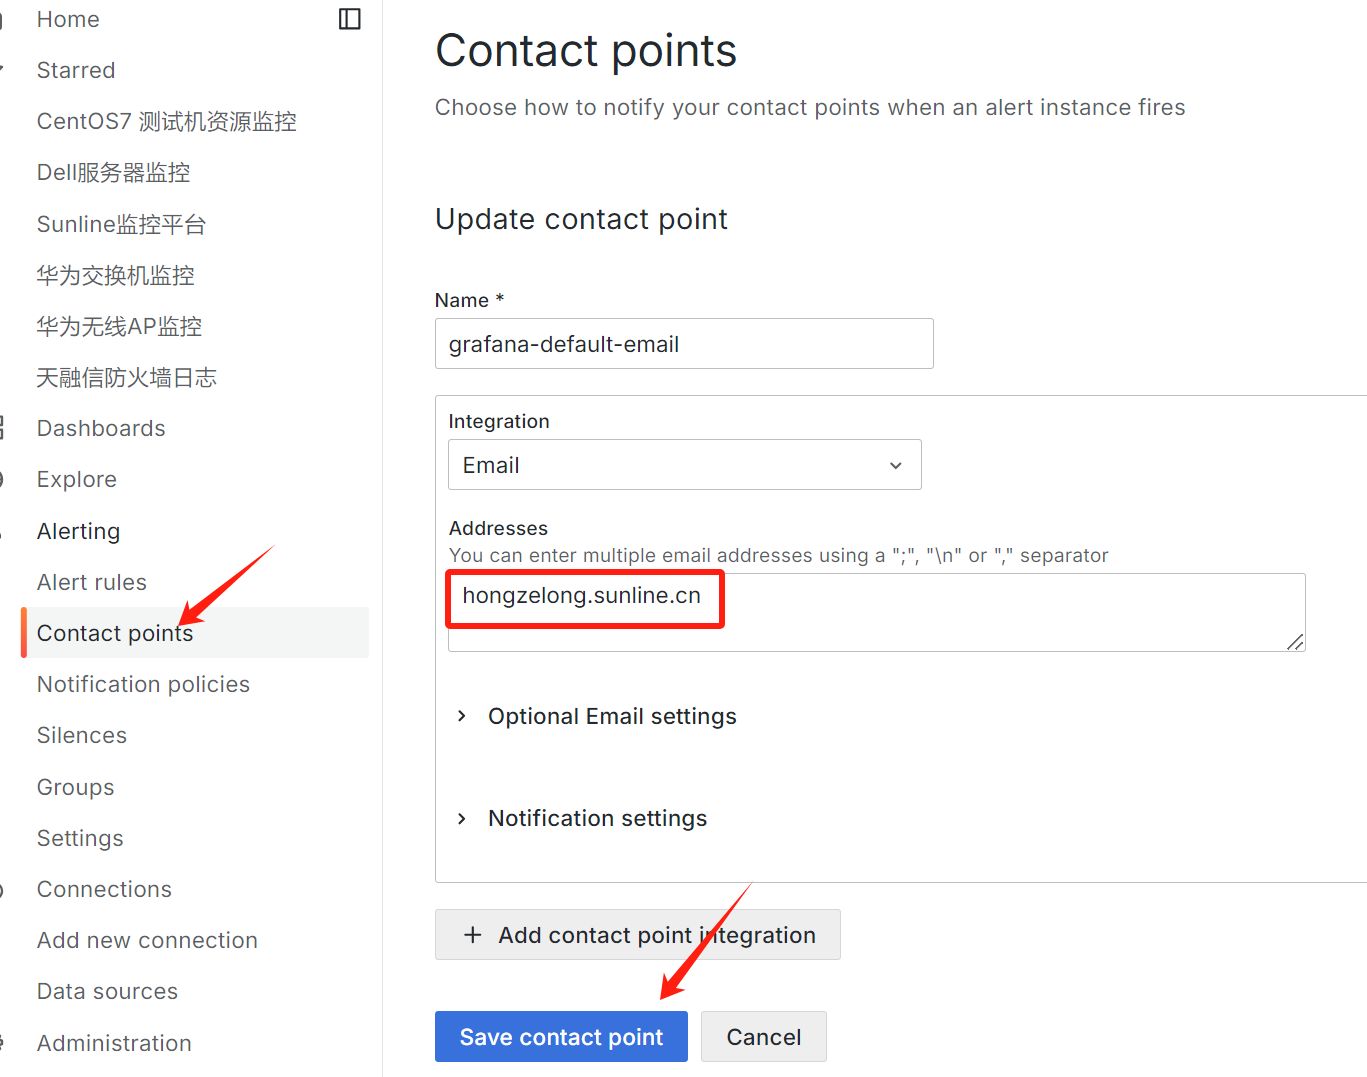 Home
Starred
CentOS7 测试机资源监控
Dell服务器监控
Sunline监控平台
华为交换机监控
华为无线AP监控
天融信防火墙日志
Dashboards
Explore
Alerting
Alert rules
Contact points
Notification policies
Silences
Groups
Settings
Connections
Add new connection
Data sources
Administration
Contact points
Choose how to notify your contact points when an alert instance fires
Update contact point
Name *
grafana-default-email
Integration
Email
Addresses
You can enter multiple email addresses using a ";", "\n" or "," separator
hongzelong.sunline.cn
Optional Email settings
Notification settings
Add contact point integration
Save contact point
Cancel